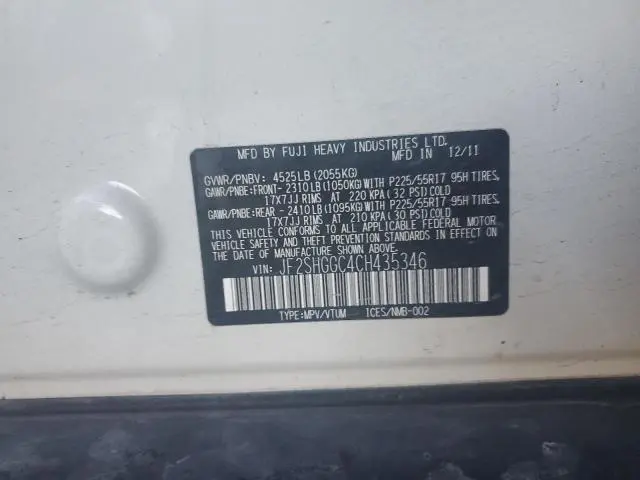 MFD BY FUJI HEAVY INDUSTRIES LTD.
MFD IN 12/11
GVWR/PNBV: 4525LB (2055KG)
GAWR/PNBE:FRONT- 2310LB(1050KG)WITH P225/55R17 95H TIRES,
17X7JJ RIMS AT 220 KPA(32 PSI)COLD
GAWR/PNBE:REAR - 2410LB(1095KG)WITH P225/55R17 95H TIRES,
17X7JJ RIMS AT 210 KPA(30 PSI)COLD
THIS VEHICLE CONFORMS TO ALL APPLICABLE FEDERAL MOTOR
VEHICLE SAFETY AND BUMPER STANDARDS IN EFFECT ON THE
DATE OF MANUFACTURE SHOWN ABOVE.
VIN: JF2SHGGC4CH435346
TYPE:MPV/VTUM ICES/NMB-002